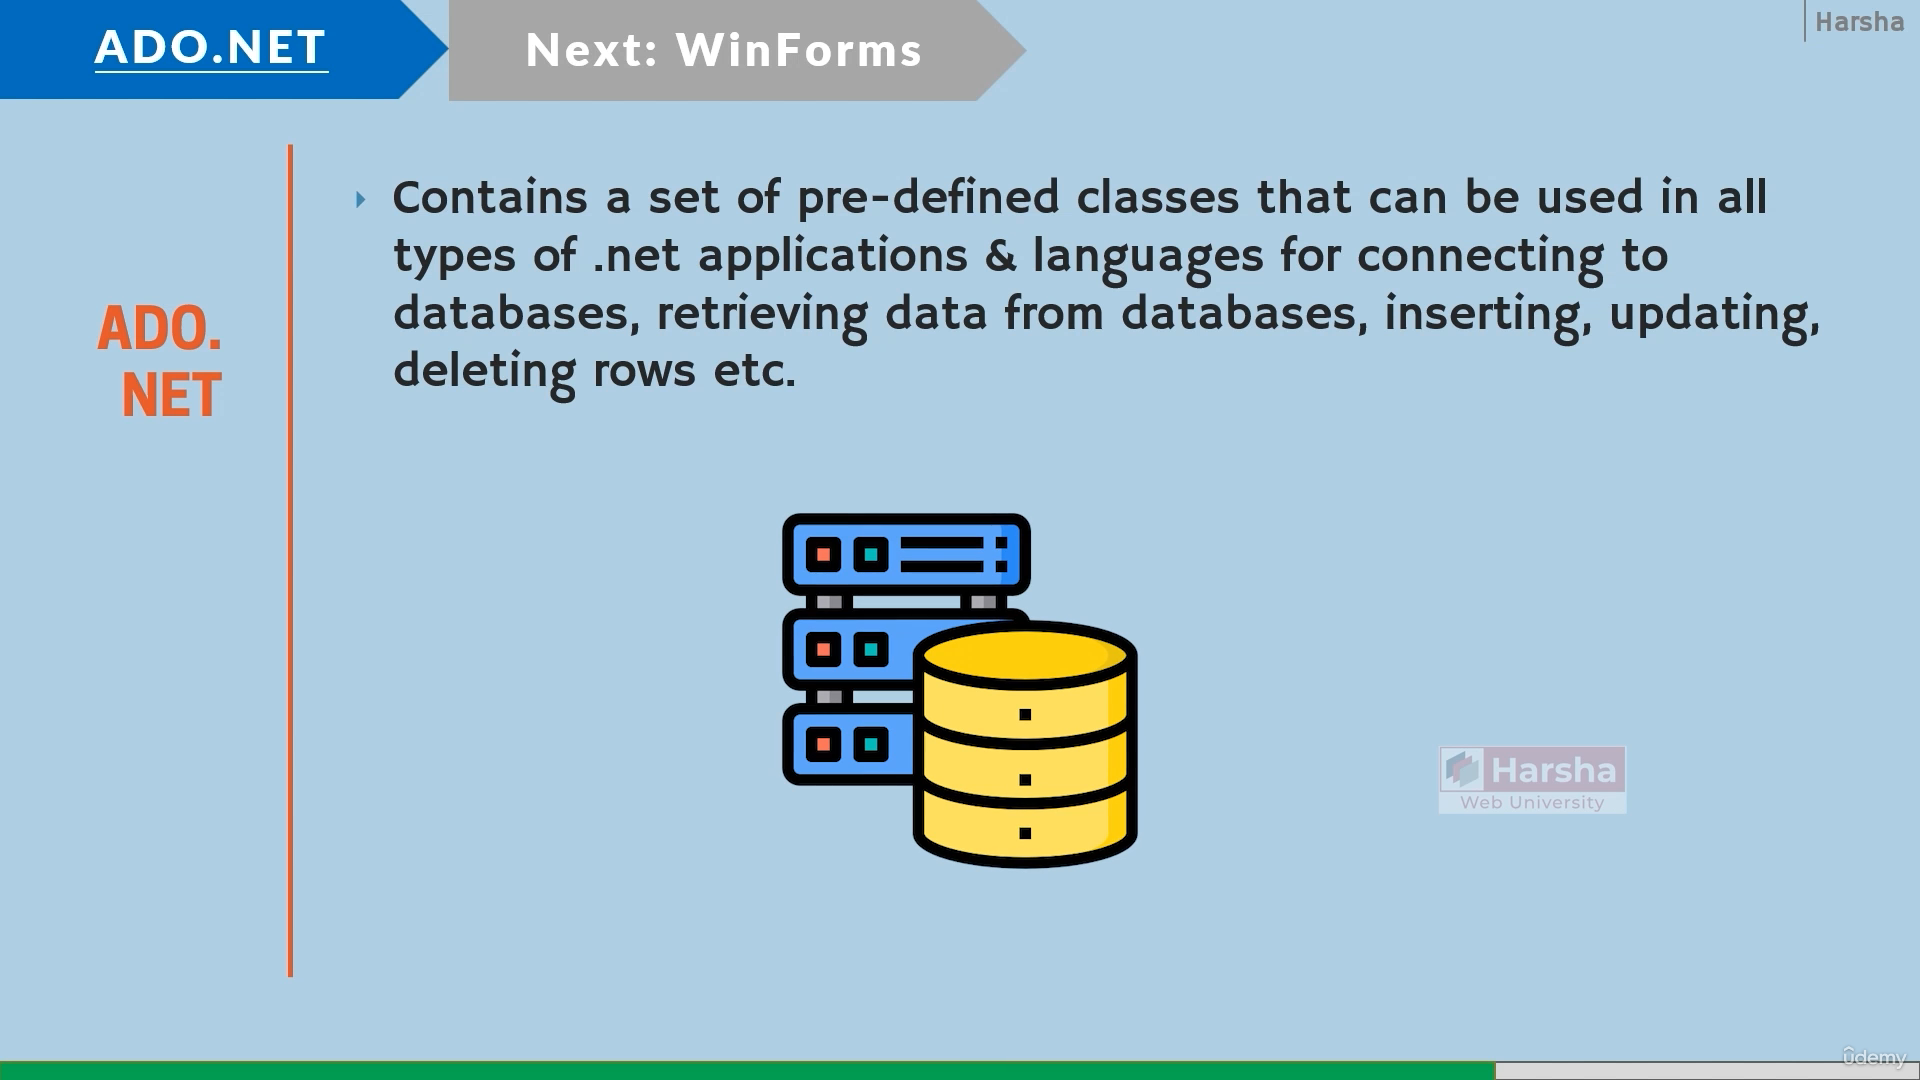 ADO.NET
Next: WinForms
Harsha
ADO.
NET
Contains a set of pre-defined classes that can be used in all
types of .net applications & languages for connecting to
databases, retrieving data from databases, inserting, updating,
deleting rows etc.
Harsha
Web University
ûdemy